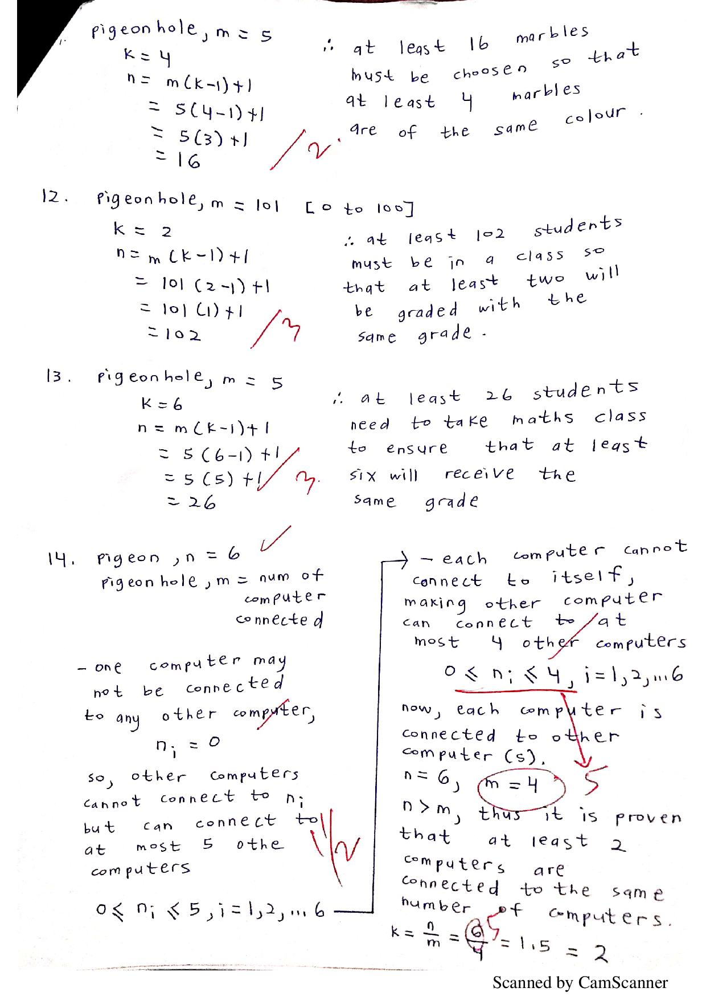 pigeonhole, m = 5
k = 4
n = m(k-1)+1
= 5(4-1)+1
= 5(3)+1
= 16
∴ at least 16 marbles
must be choosen so that
at least 4 marbles
are of the same colour.
/2.
12. pigeonhole, m = 101 [0 to 100]
k = 2
n = m(k-1)+1
= 101(2-1)+1
= 101(1)+1
= 102
∴ at least 102 students
must be in a class so
that at least two will
be graded with the
same grade.
/3
13. pigeonhole, m = 5
k = 6
n = m(k-1)+1
= 5(6-1)+1
= 5(5)+1
= 26
∴ at least 26 students
need to take maths class
to ensure that at least
six will receive the
same grade
/3.
14. pigeon, n = 6 ✓
pigeonhole, m = num of
computer
connected
- one computer may
not be connected
to any other computer,
ni = 0
so, other computers
cannot connect to ni
but can connect to
at most 5 othe
computers
0 ⩽ ni ⩽ 5, i = 1,2,...6
→ - each computer cannot
connect to itself,
making other computer
can connect to at
most 4 other computers
0 ⩽ ni ⩽ 4, i = 1,2,...6
now, each computer is
connected to other
computer(s).
n = 6, m = 4 5
n > m, thus it is proven
that at least 2
computers are
connected to the same
number of computers.
k = n/m = 6/4 = 1.5 = 2
5
Scanned by CamScanner